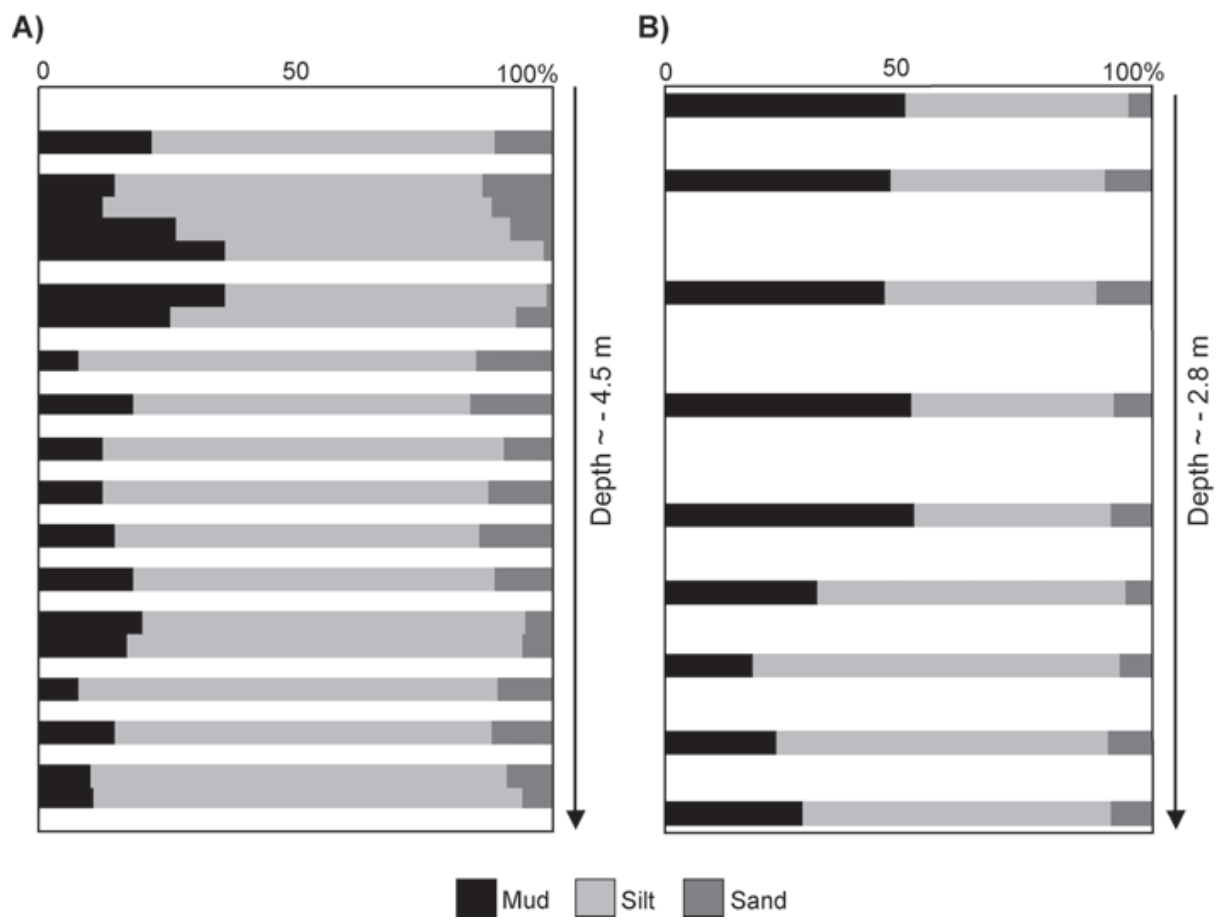 A)
0 50 100%
Depth ~ - 4.5 m
B)
0 50 100%
Depth ~ - 2.8 m
Mud Silt Sand